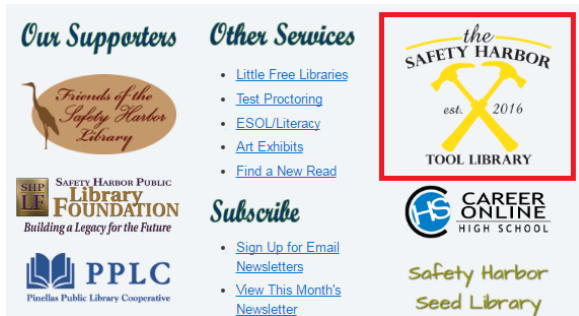 Our Supporters
Friends of the
Safety Harbor
Library
SHP
LF
SAFETY HARBOR PUBLIC
Library
FOUNDATION
Building a Legacy for the Future
PPLC
Pinellas Public Library Cooperative
Other Services
Little Free Libraries
Test Proctoring
ESOL/Literacy
Art Exhibits
Find a New Read
Subscribe
Sign Up for Email
Newsletters
View This Month's
Newsletter
the
SAFETY HARBOR
est. 2016
TOOL LIBRARY
CHS
CAREER
ONLINE
HIGH SCHOOL
Safety Harbor
Seed Library